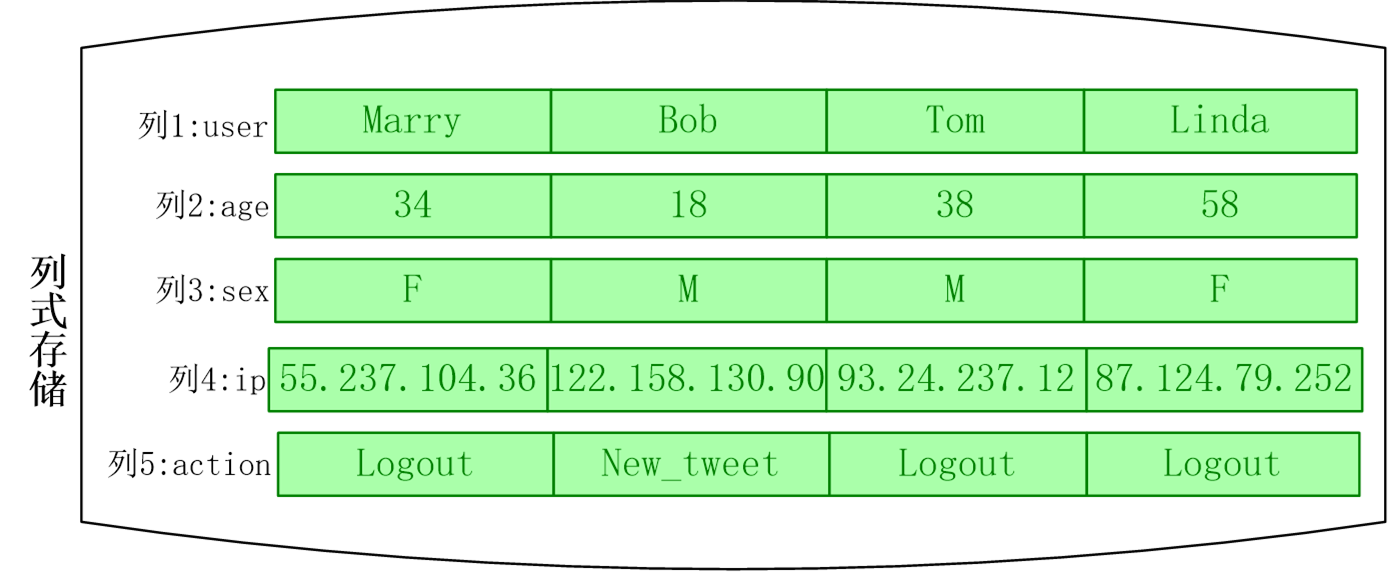 列式存储
列1:user Marry Bob Tom Linda
列2:age 34 18 38 58
列3:sex F M M F
列4:ip 55.237.104.36 122.158.130.90 93.24.237.12 87.124.79.252
列5:action Logout New_tweet Logout Logout